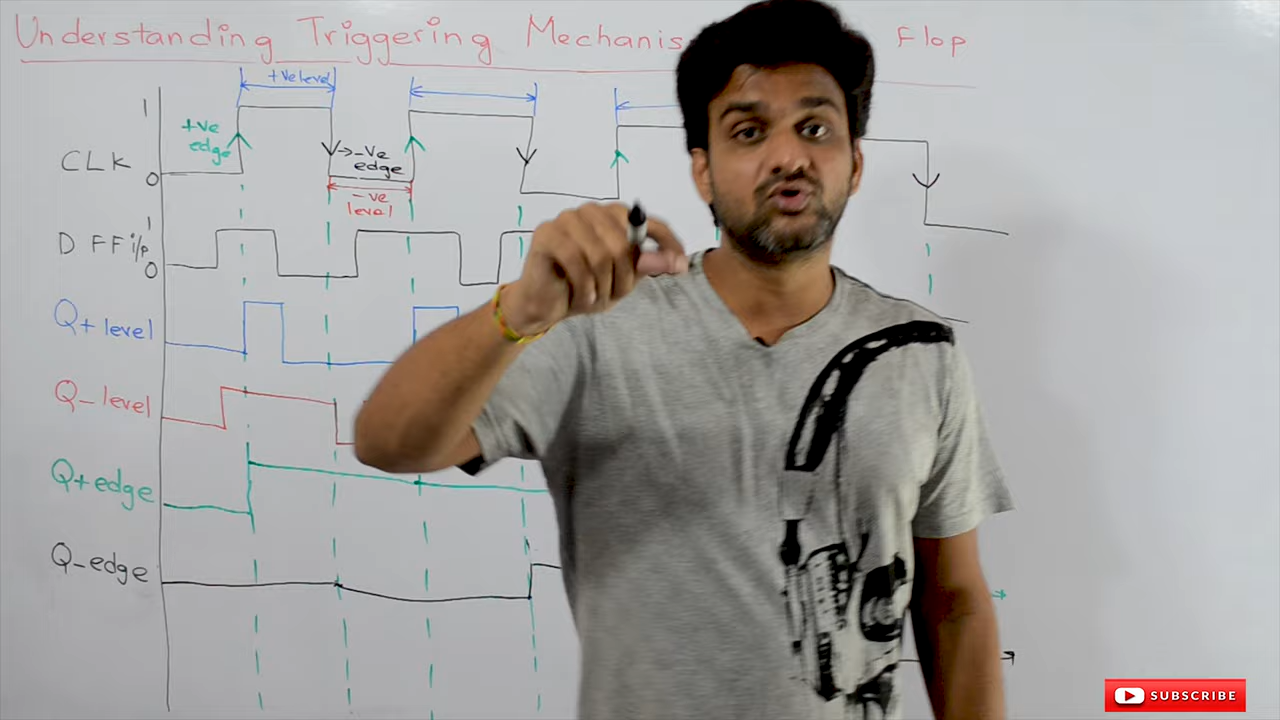 Understanding Triggering Mechanis Flop
+ve level
1
+ve
edge
→ -ve
edge
CLK
0
-ve
level
1
D FF i/p
0
Q+level
Q-level
Q+edge
Q-edge
SUBSCRIBE